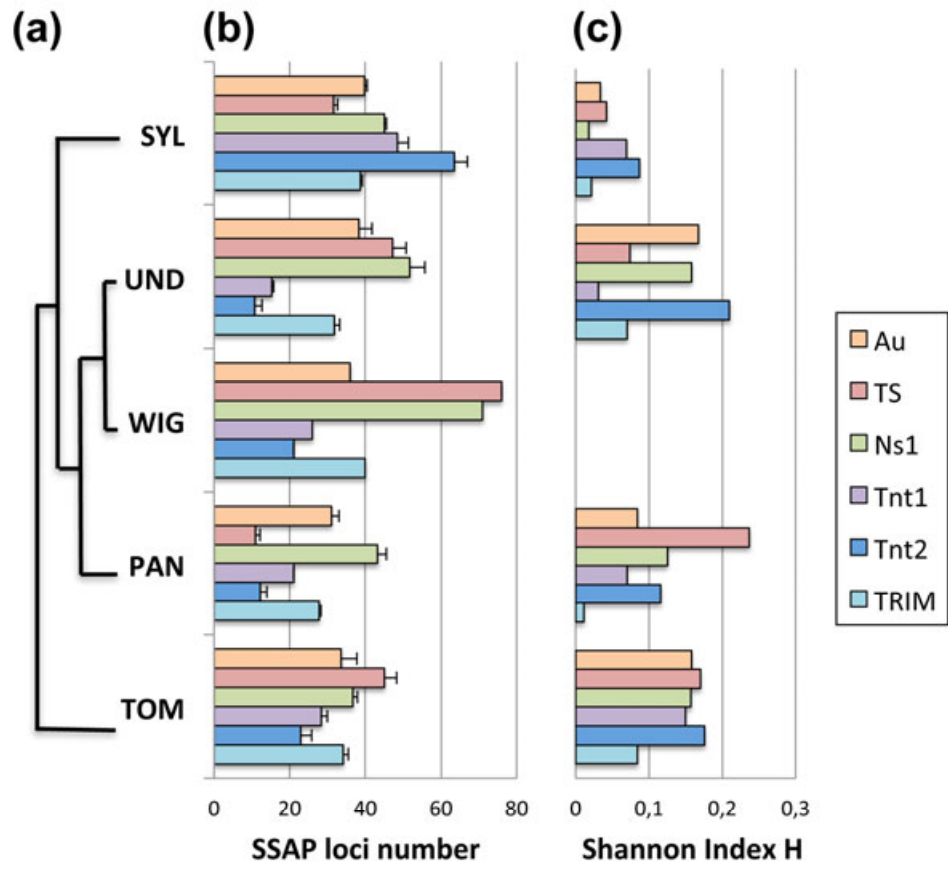 (a)
(b)
(c)
SYL
UND
WIG
PAN
TOM
0 20 40 60 80
SSAP loci number
0 0,1 0,2 0,3
Shannon Index H
Au
TS
Ns1
Tnt1
Tnt2
TRIM